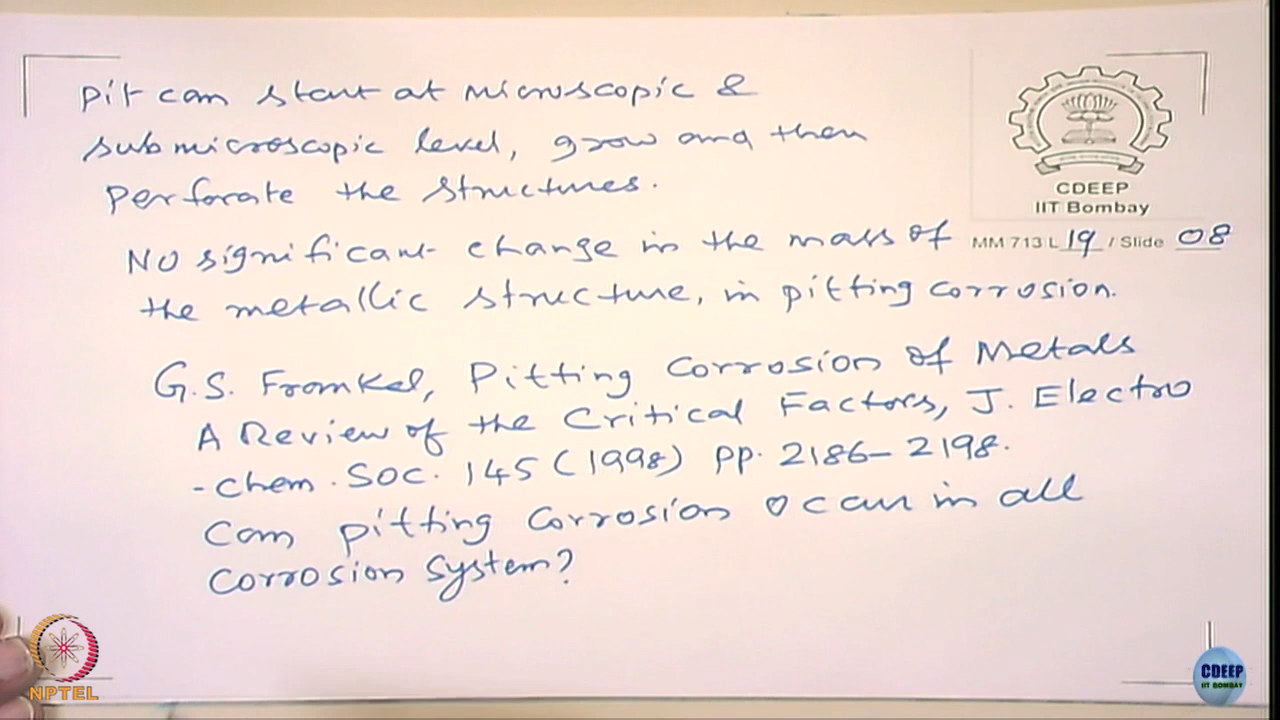 pit can start at microscopic &
submicroscopic level, grow and then
perforate the structures.
CDEEP
IIT Bombay
No significant change in the mass of
MM 713 L 19 / Slide 08
the metallic structure, in pitting corrosion.
G.S. Frankel, Pitting Corrosion of Metals
A Review of the Critical Factors, J. Electro
-chem. Soc. 145 (1998) pp. 2186-2198.
Can pitting corrosion occur in all
corrosion system?
NPTEL
CDEEP
IIT BOMBAY